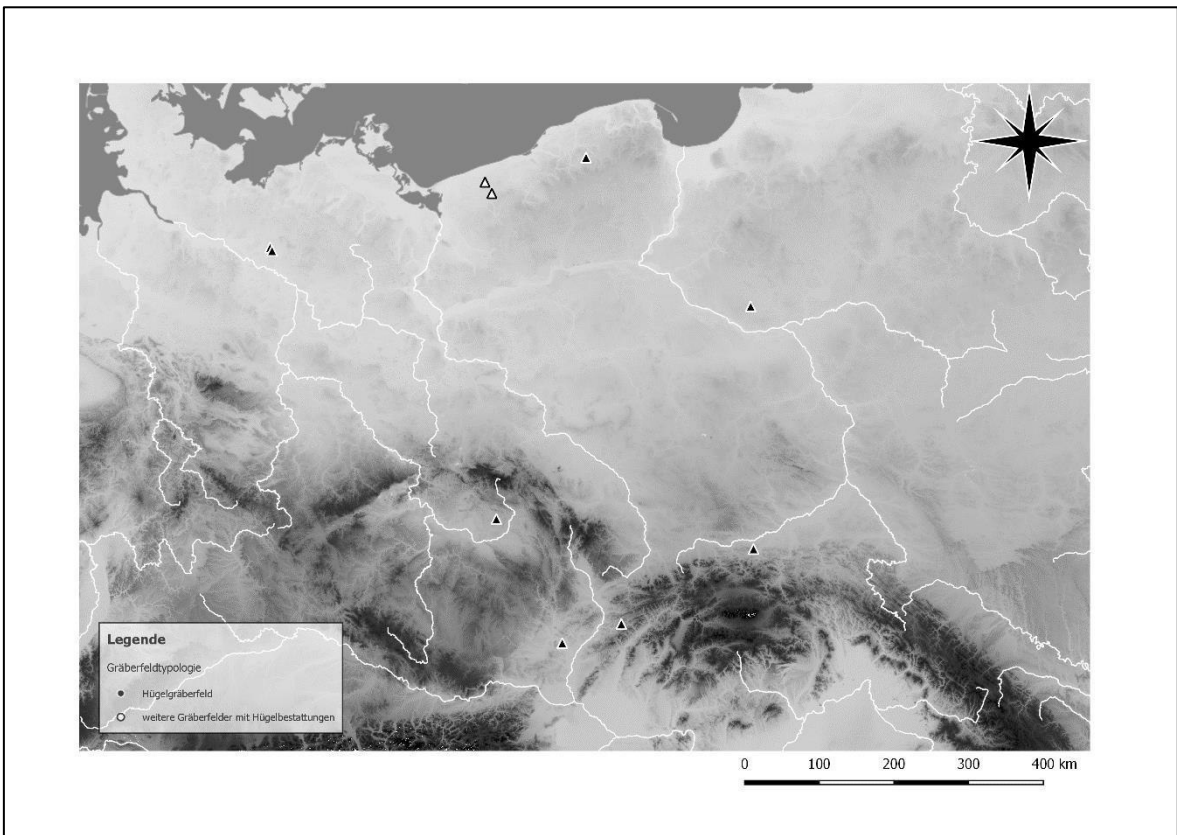 Legende
Gräberfeldtypologie
Hügelgräberfeld
weitere Gräberfelder mit Hügelbestattungen
0 100 200 300 400 km